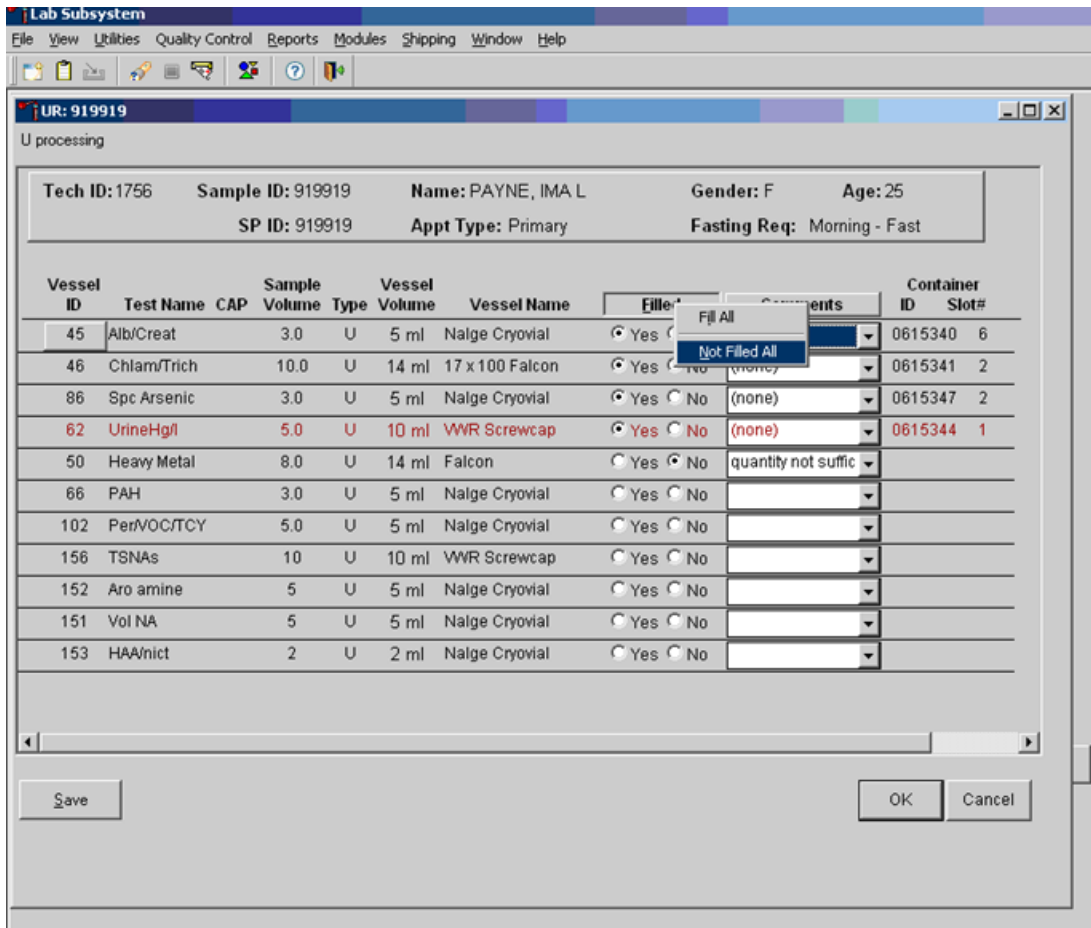 Lab Subsystem
File View Utilities Quality Control Reports Modules Shipping Window Help
UR: 919919
U processing
Tech ID: 1756 Sample ID: 919919 Name: PAYNE, IMA L Gender: F Age: 25
SP ID: 919919 Appt Type: Primary Fasting Req: Morning - Fast
Vessel Sample Vessel Container
ID Test Name CAP Volume Type Volume Vessel Name Filled Comments ID Slot#
Fill All
Not Filled All
45 Alb/Creat 3.0 U 5 ml Nalge Cryovial Yes 0615340 6
46 Chlam/Trich 10.0 U 14 ml 17 x 100 Falcon Yes No (none) 0615341 2
86 Spc Arsenic 3.0 U 5 ml Nalge Cryovial Yes No (none) 0615347 2
62 UrineHg/I 5.0 U 10 ml VWR Screwcap Yes No (none) 0615344 1
50 Heavy Metal 8.0 U 14 ml Falcon Yes No quantity not suffic
66 PAH 3.0 U 5 ml Nalge Cryovial Yes No
102 Per/VOC/TCY 5.0 U 5 ml Nalge Cryovial Yes No
156 TSNAs 10 U 10 ml VWR Screwcap Yes No
152 Aro amine 5 U 5 ml Nalge Cryovial Yes No
151 Vol NA 5 U 5 ml Nalge Cryovial Yes No
153 HAA/nict 2 U 2 ml Nalge Cryovial Yes No
Save OK Cancel